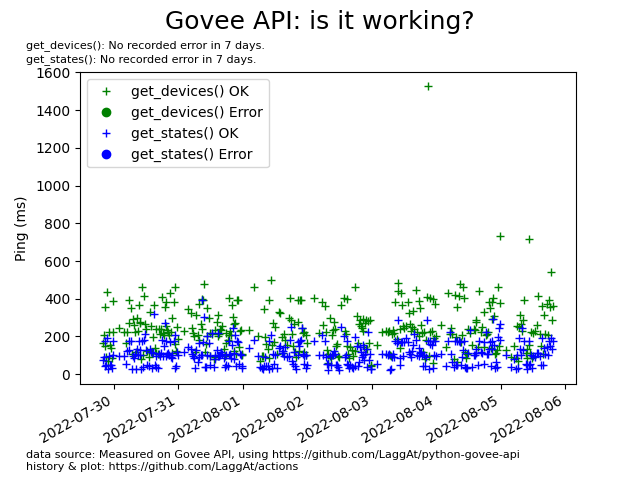 Govee API: is it working?
get_devices(): No recorded error in 7 days.
get_states(): No recorded error in 7 days.
1600
1400
1200
1000
800
600
400
200
0
Ping (ms)
get_devices() OK
get_devices() Error
get_states() OK
get_states() Error
2022-07-30
2022-07-31
2022-08-01
2022-08-02
2022-08-03
2022-08-04
2022-08-05
2022-08-06
data source: Measured on Govee API, using https://github.com/LaggAt/python-govee-api
history & plot: https://github.com/LaggAt/actions